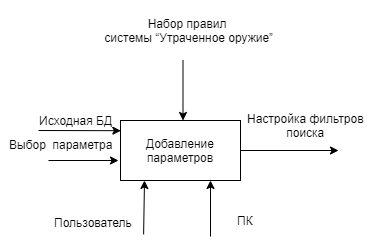 Набор правил
системы “Утраченное оружие”
Исходная БД
Выбор параметра
Добавление
параметров
Настройка фильтров
поиска
Пользователь
ПК